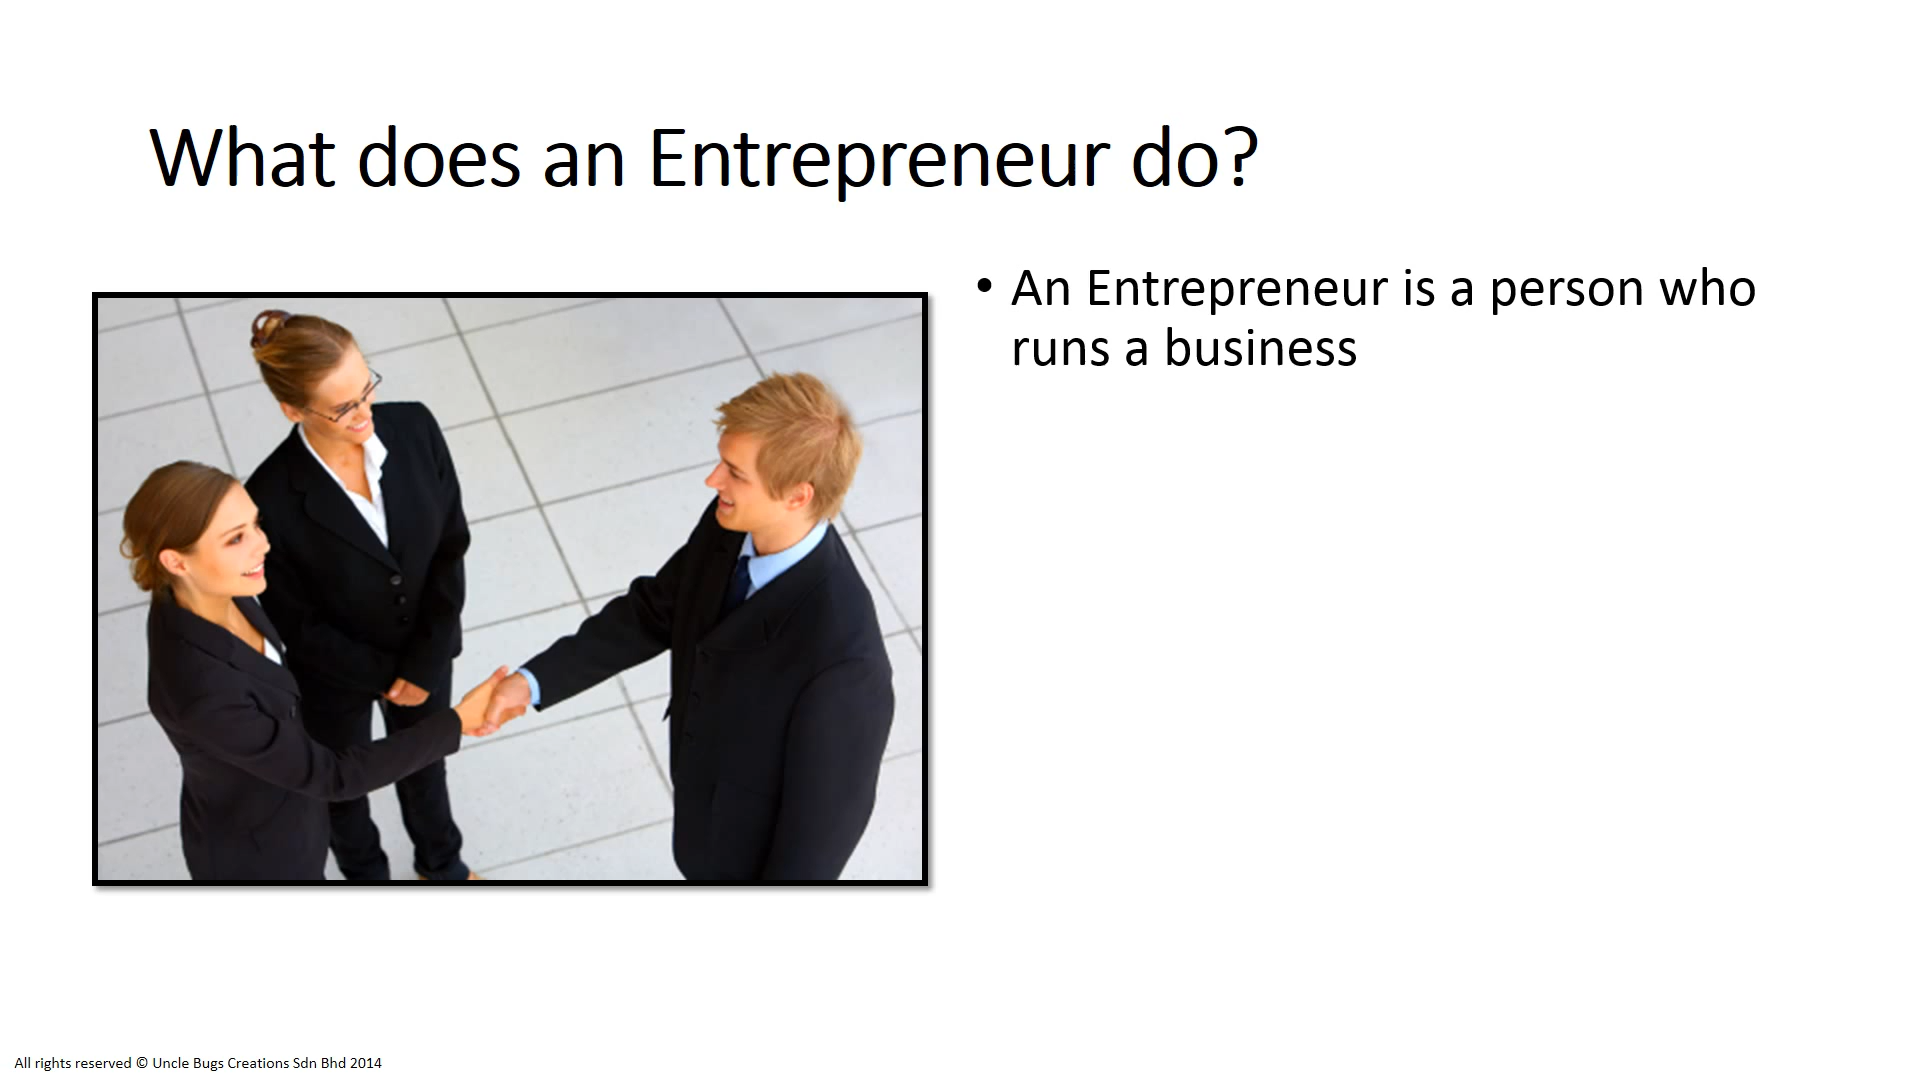 What does an Entrepreneur do?
• An Entrepreneur is a person who
runs a business
All rights reserved © Uncle Bugs Creations Sdn Bhd 2014